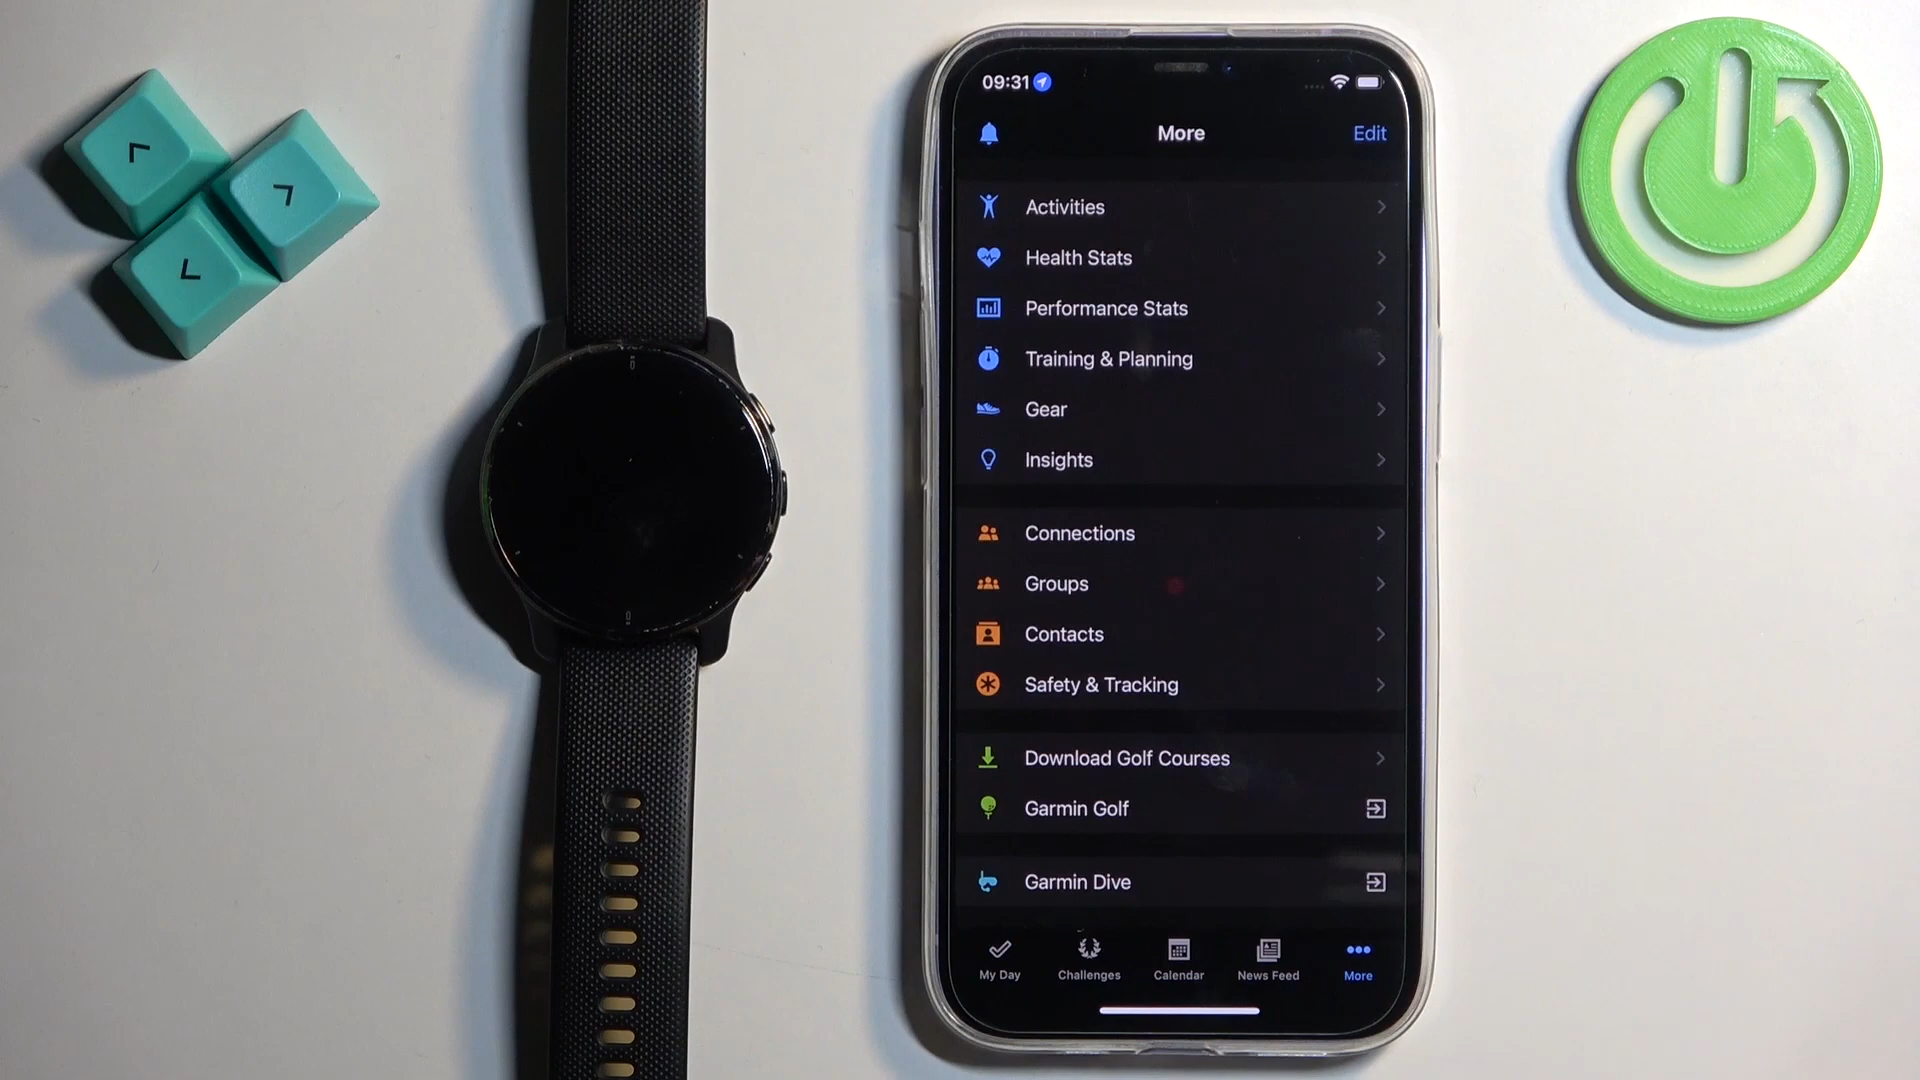 09:31
More
Edit
Activities
Health Stats
Performance Stats
Training & Planning
Gear
Insights
Connections
Groups
Contacts
Safety & Tracking
Download Golf Courses
Garmin Golf
Garmin Dive
My Day
Challenges
Calendar
News Feed
More